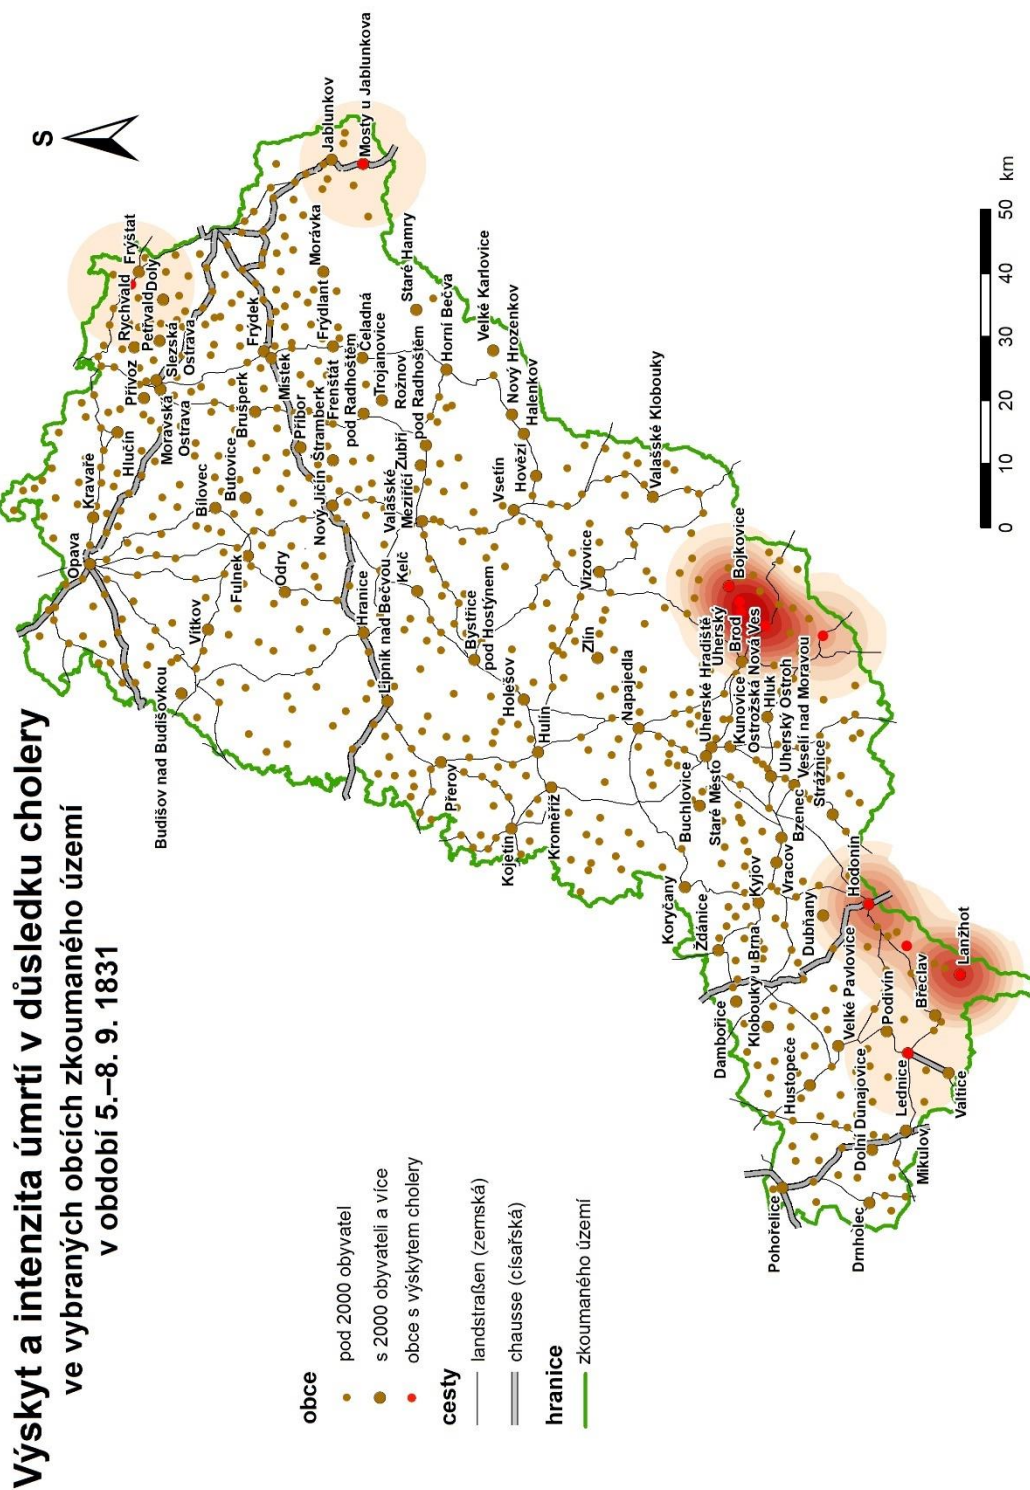 Výskyt a intenzita úmrtí v důsledku cholery
ve vybraných obcích zkoumaného území
v období 5.–8. 9. 1831
S
obce
pod 2000 obyvatel
s 2000 obyvateli a více
obce s výskytem cholery
cesty
landstraßen (zemská)
chausse (císařská)
hranice
zkoumaného území
Opava
Kravaře
Hlučín
Přívoz
Rychvald
Petřvald
Doly
Fryštat
Moravská
Ostrava
Slezská
Ostrava
Budišov nad Budišovkou
Vítkov
Bílovec
Butovice
Brušperk
Frýdek
Místek
Fulnek
Odry
Příbor
Štramberk
Nový Jičín
Frenštát
pod Radhoštěm
Frýdlant
Morávka
Čeladná
Trojanovice
Jablunkov
Mosty u Jablunkova
Staré Hamry
Hranice
Lipník nad Bečvou
Kelč
Valašské
Meziříčí
Zubří
Rožnov
pod Radhoštěm
Horní Bečva
Velké Karlovice
Nový Hrozenkov
Halenkov
Hovězí
Vsetín
Bystřice
pod Hostýnem
Holešov
Hulín
Přerov
Kojetín
Kroměříž
Valašské Klobouky
Vizovice
Zlín
Napajedla
Koryčany
Buchlovice
Staré Město
Uherské Hradiště
Kunovice
Uherský
Brod
Bojkovice
Ostrožská Nová Ves
Hluk
Uherský Ostroh
Veselí nad Moravou
Bzenec
Strážnice
Ždánice
Kyjov
Vracov
Dambořice
Klobouky u Brna
Dubňany
Hodonín
Hustopeče
Velké Pavlovice
Podivín
Břeclav
Lanžhot
Pohořelice
Dolní Dunajovice
Lednice
Drnholec
Mikulov
Valtice
0 10 20 30 40 50 km